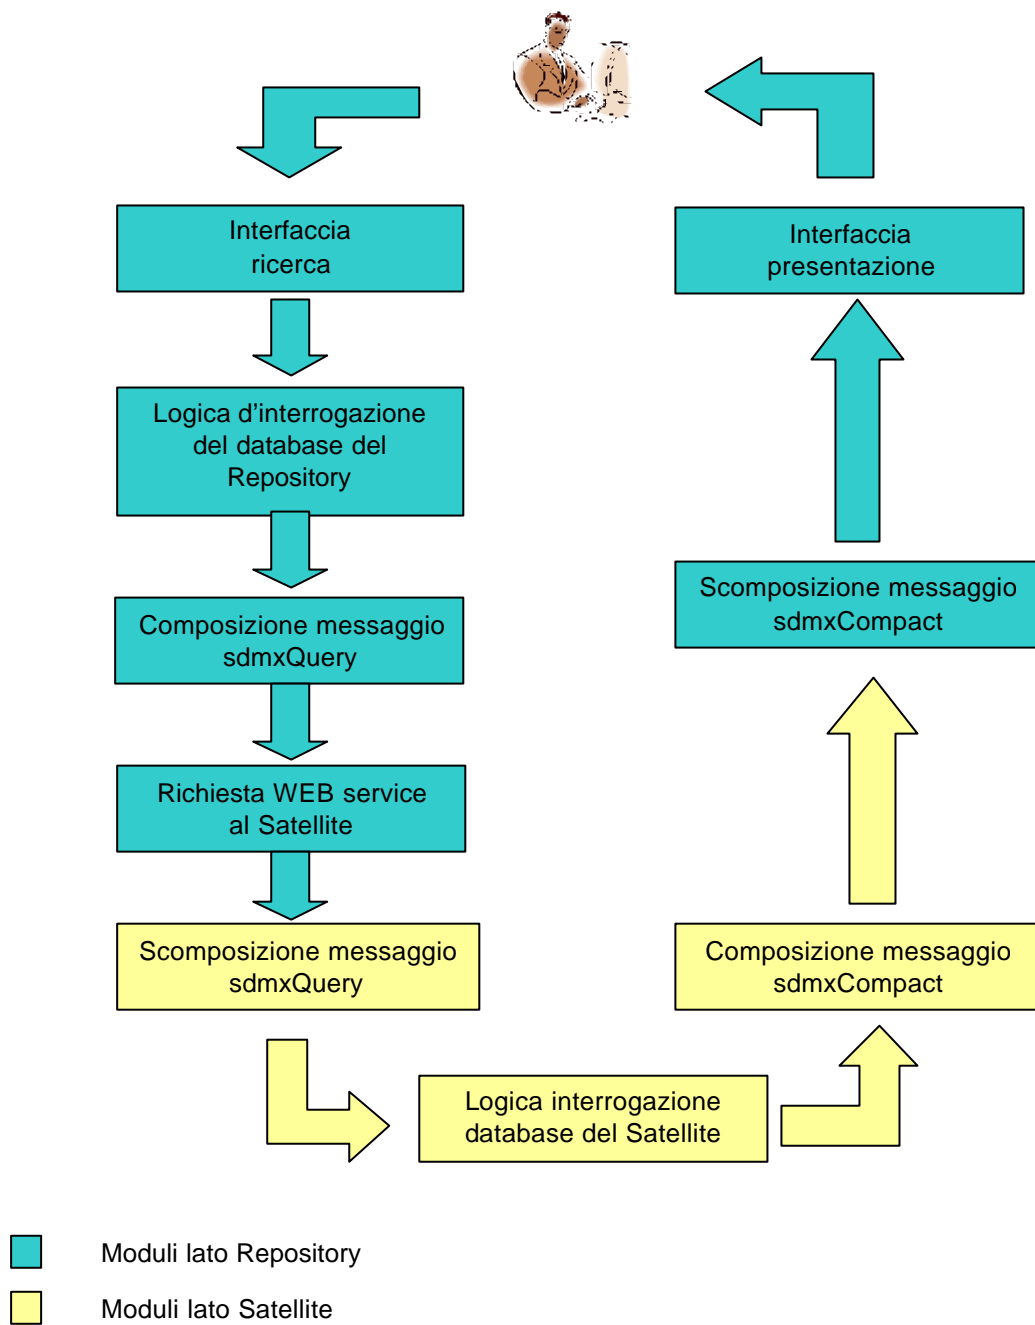 Interfaccia
ricerca
Logica d'interrogazione
del database del
Repository
Composizione messaggio
sdmxQuery
Richiesta WEB service
al Satellite
Scomposizione messaggio
sdmxQuery
Logica interrogazione
database del Satellite
Composizione messaggio
sdmxCompact
Scomposizione messaggio
sdmxCompact
Interfaccia
presentazione
Moduli lato Repository
Moduli lato Satellite